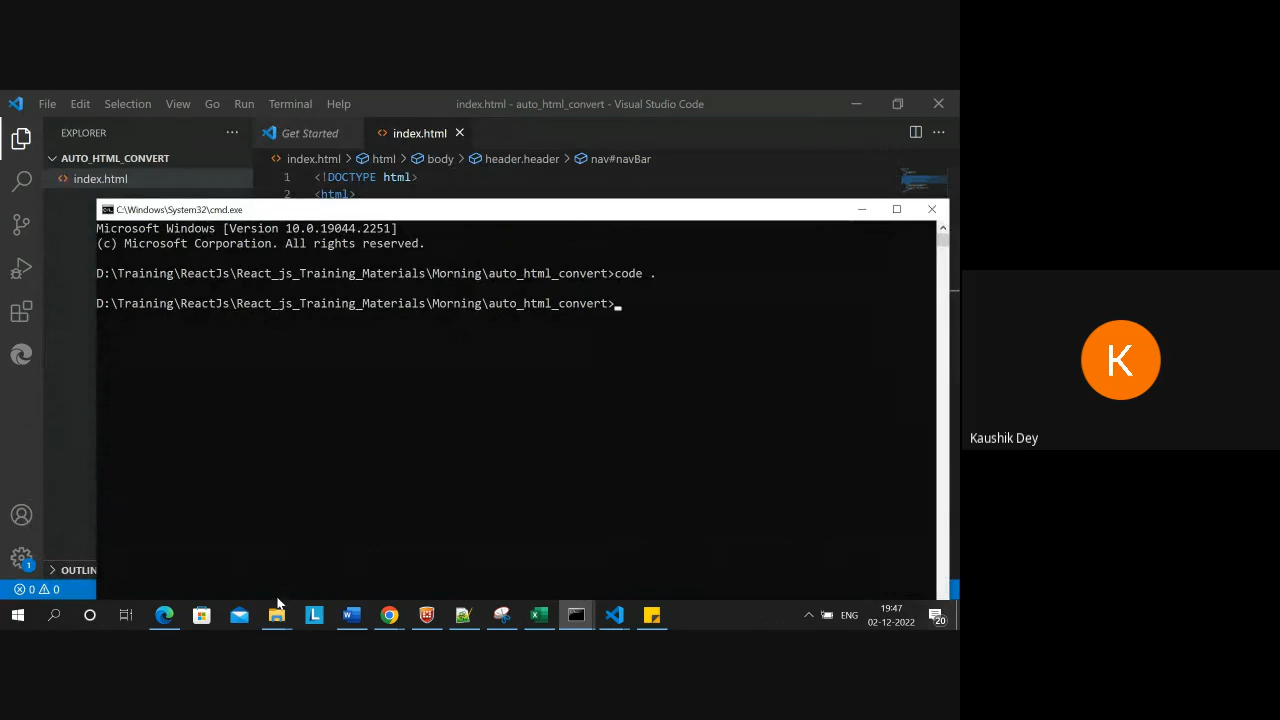 File Edit Selection View Go Run Terminal Help
index.html - auto_html_convert - Visual Studio Code
EXPLORER
Get Started
index.html
AUTO_HTML_CONVERT
index.html > html > body > header.header > nav#navBar
index.html
1 <!DOCTYPE html>
2 <html>
C:\Windows\System32\cmd.exe
Microsoft Windows [Version 10.0.19044.2251]
(c) Microsoft Corporation. All rights reserved.
D:\Training\ReactJs\React_js_Training_Materials\Morning\auto_html_convert>code .
D:\Training\ReactJs\React_js_Training_Materials\Morning\auto_html_convert>
K
Kaushik Dey
1
OUTLIN
0 0
L
ENG
19:47
02-12-2022
20